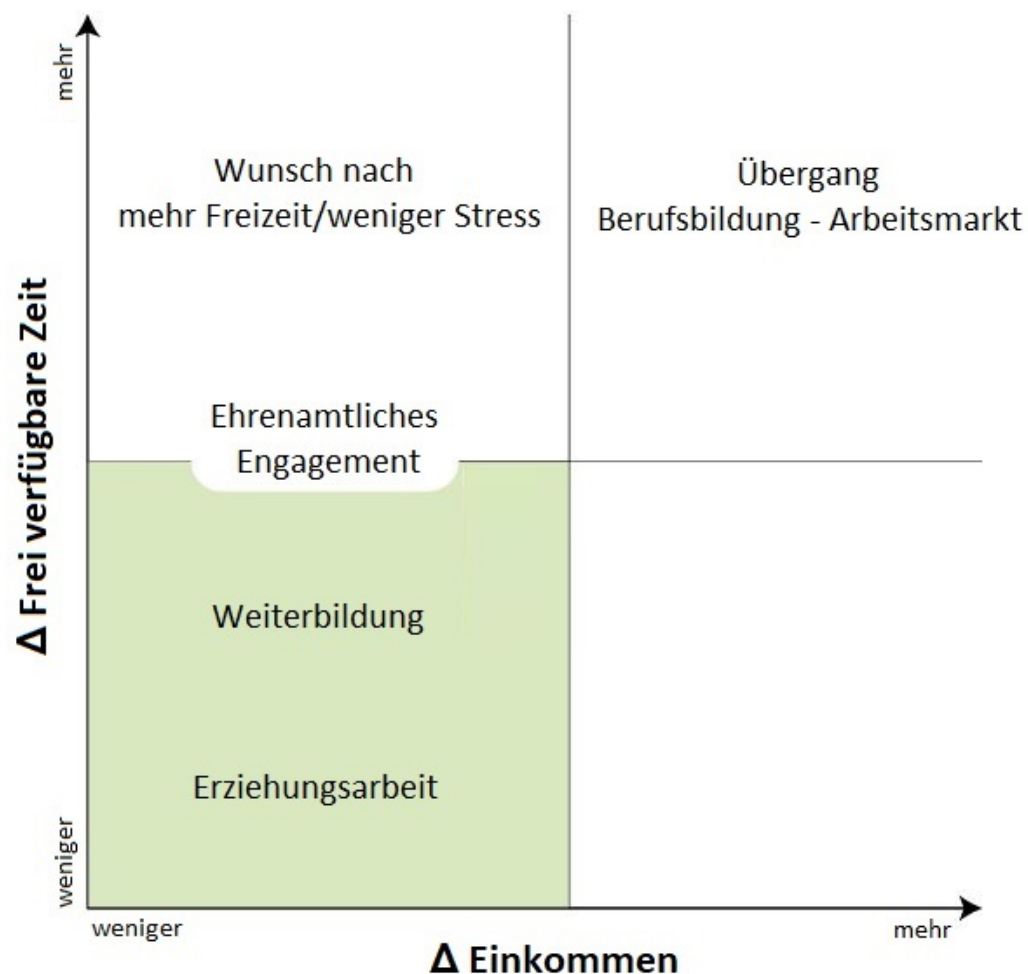 mehr
Wunsch nach
mehr Freizeit/weniger Stress
Übergang
Berufsbildung - Arbeitsmarkt
Δ Frei verfügbare Zeit
Ehrenamtliches
Engagement
Weiterbildung
Erziehungsarbeit
weniger
weniger
mehr
Δ Einkommen